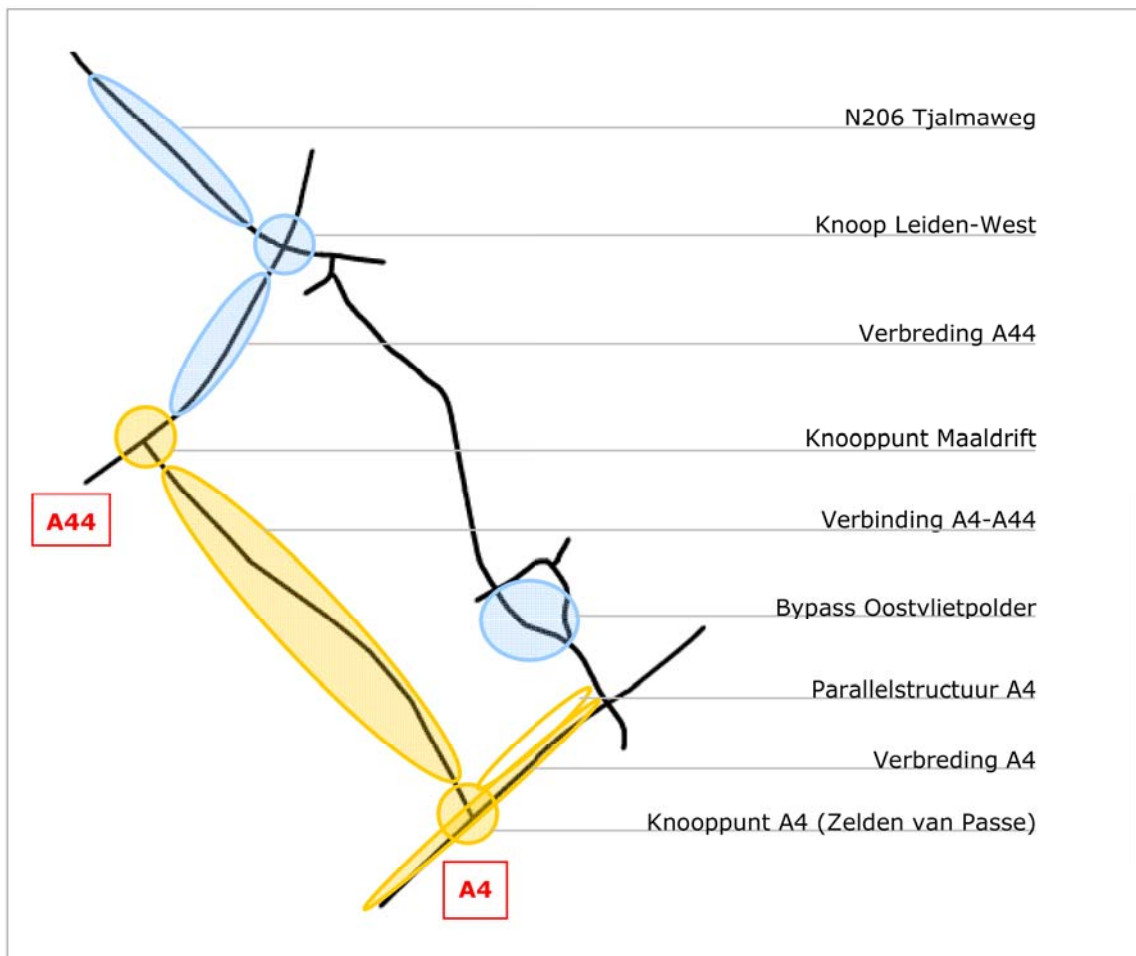 N206 Tjalmaweg
Knoop Leiden-West
Verbreding A44
Knooppunt Maaldrift
A44
Verbinding A4-A44
Bypass Oostvlietpolder
Parallelstructuur A4
Verbreding A4
Knooppunt A4 (Zelden van Passe)
A4